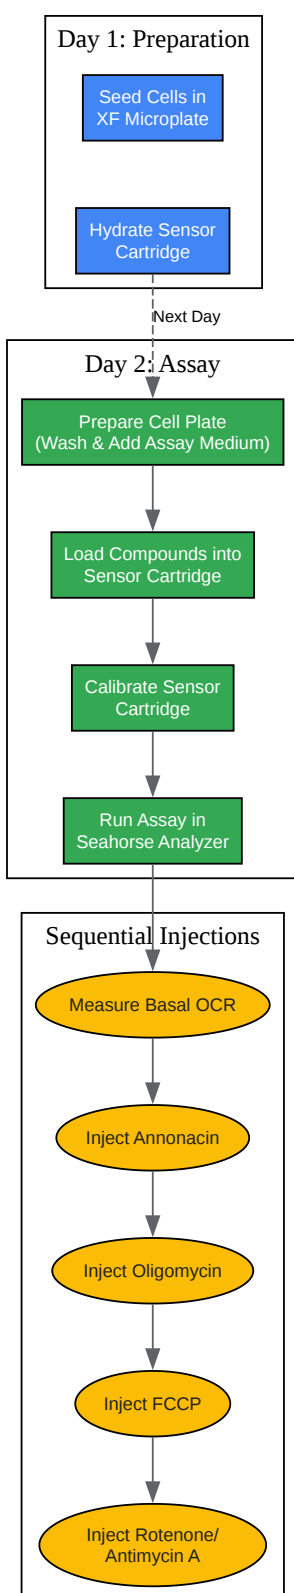 Day 1: Preparation
Seed Cells in
XF Microplate
Hydrate Sensor
Cartridge
Next Day
Day 2: Assay
Prepare Cell Plate
(Wash & Add Assay Medium)
Load Compounds into
Sensor Cartridge
Calibrate Sensor
Cartridge
Run Assay in
Seahorse Analyzer
Sequential Injections
Measure Basal OCR
Inject Annonacin
Inject Oligomycin
Inject FCCP
Inject Rotenone/
Antimycin A